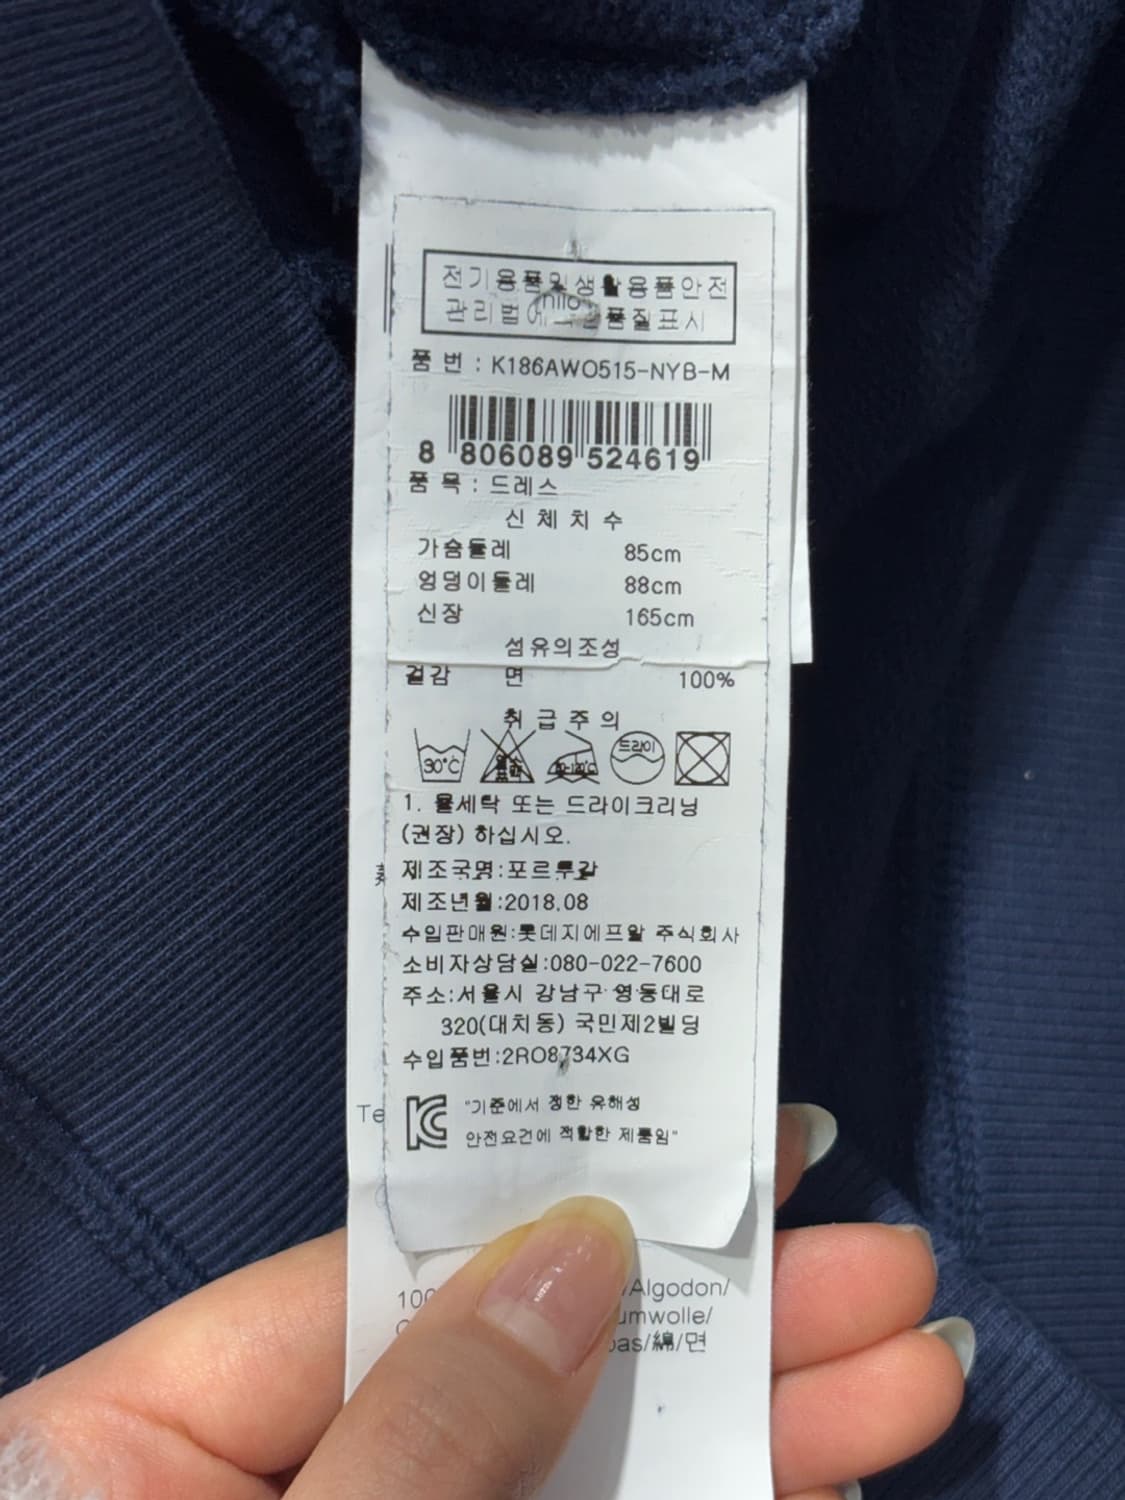 전기용품및생활용품안전
관리법에 품질표시
품 번 : K186AWO515-NYB-M
8 806089 524619
품 목 : 드레스
신 체 치 수
가슴둘레 85cm
엉덩이둘레 88cm
신장 165cm
섬유의조성
겉감 면 100%
취 급 주 의
30°C 드라이
1. 물세탁 또는 드라이크리닝
(권장) 하십시오.
제조국명:포르투갈
제조년월:2018.08
수입판매원:롯데지에프알 주식회사
소비자상담실:080-022-7600
주소:서울시 강남구 영동대로
320(대치동) 국민제2빌딩
수입품번:2RO8734XG
"기준에서 정한 유해성
안전요건에 적합한 제품임"
/Algodon/
/綿/면